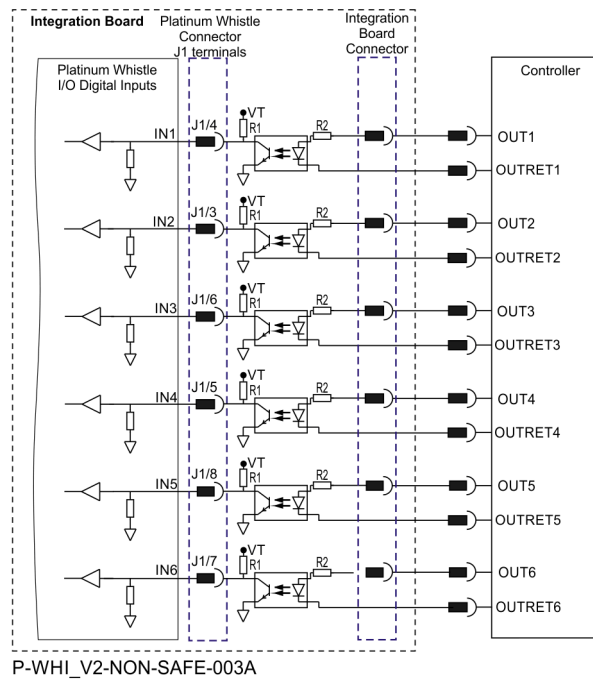 Integration Board
Platinum Whistle
Connector
J1 terminals
Integration
Board
Connector
Platinum Whistle
I/O Digital Inputs
Controller
IN1
J1/4
VT
R1
R2
OUT1
OUTRET1
IN2
J1/3
VT
R1
R2
OUT2
OUTRET2
IN3
J1/6
VT
R1
R2
OUT3
OUTRET3
IN4
J1/5
VT
R1
R2
OUT4
OUTRET4
IN5
J1/8
VT
R1
R2
OUT5
OUTRET5
IN6
J1/7
VT
R1
R2
OUT6
OUTRET6
P-WHI_V2-NON-SAFE-003A